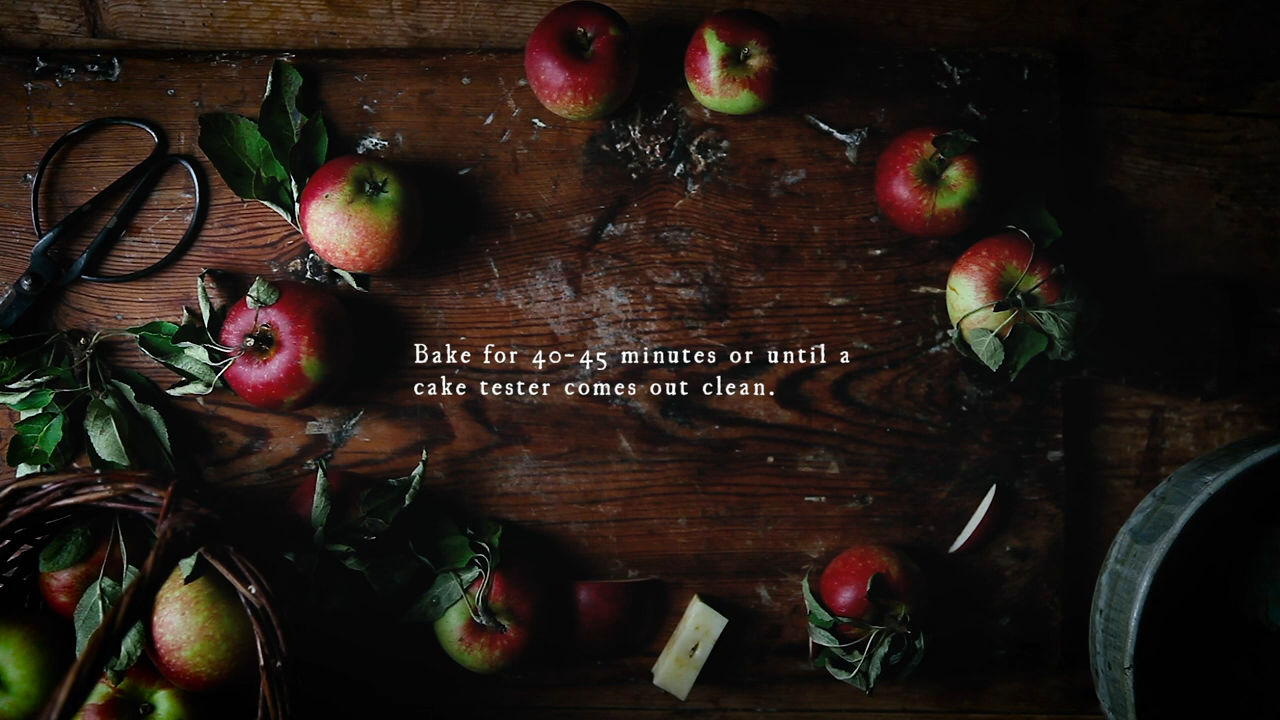 Bake for 40-45 minutes or until a
cake tester comes out clean.